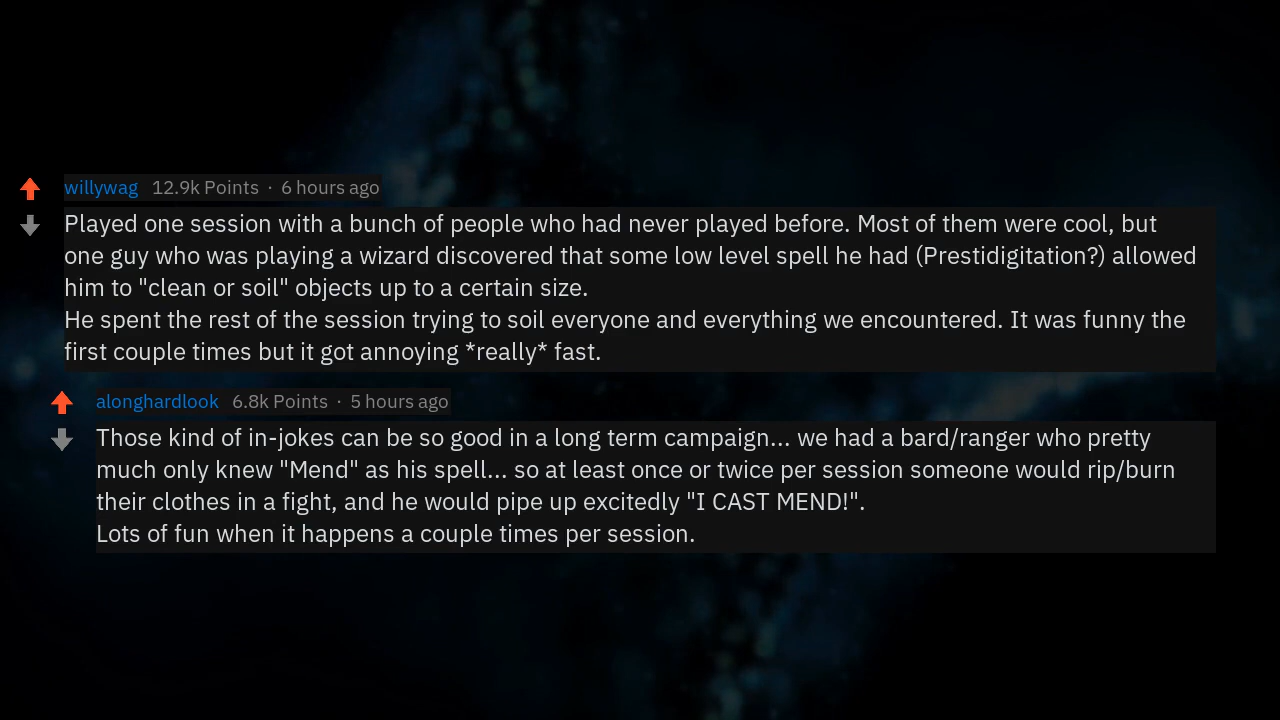 willywag 12.9k Points · 6 hours ago
Played one session with a bunch of people who had never played before. Most of them were cool, but
one guy who was playing a wizard discovered that some low level spell he had (Prestidigitation?) allowed
him to "clean or soil" objects up to a certain size.
He spent the rest of the session trying to soil everyone and everything we encountered. It was funny the
first couple times but it got annoying *really* fast.
alonghardlook 6.8k Points · 5 hours ago
Those kind of in-jokes can be so good in a long term campaign... we had a bard/ranger who pretty
much only knew "Mend" as his spell... so at least once or twice per session someone would rip/burn
their clothes in a fight, and he would pipe up excitedly "I CAST MEND!".
Lots of fun when it happens a couple times per session.